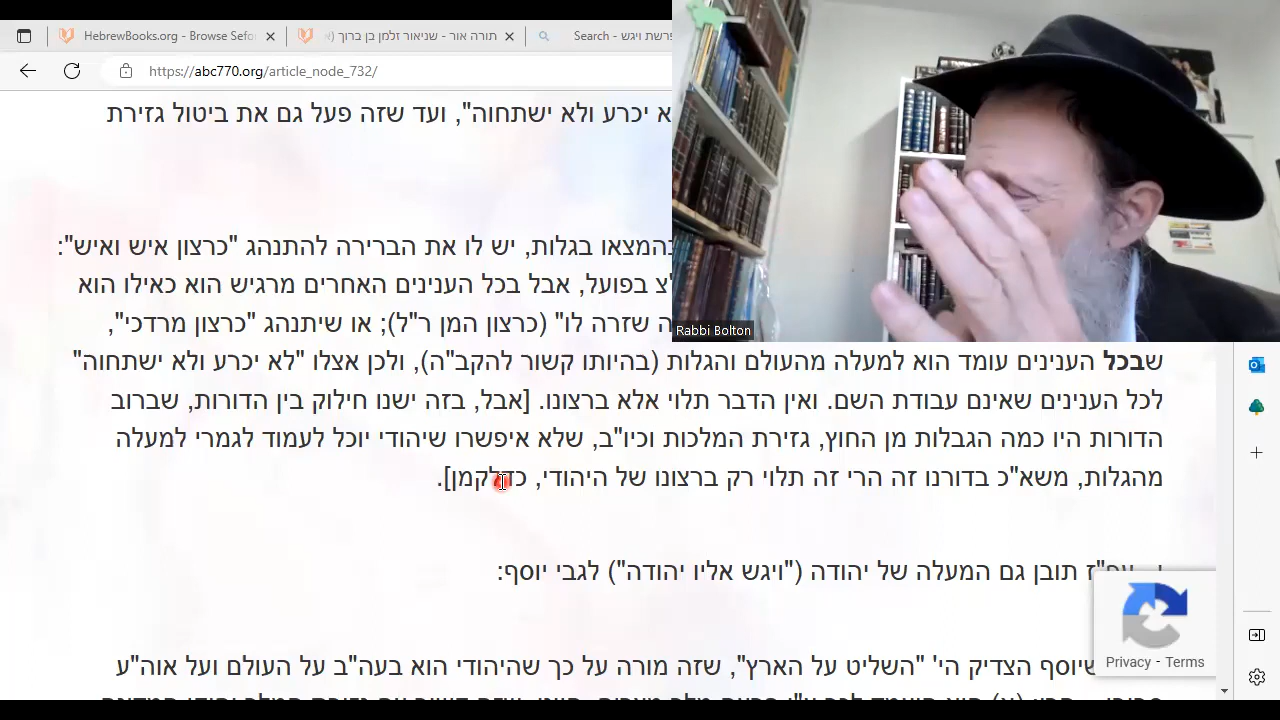 HebrewBooks.org - Browse Sefo
תורה אור - שניאור זלמן בן ברוך (א
Search - פרשת ויגש
https://abc770.org/article_node_732/
יכרע ולא ישתחוה", ועד שזה פעל גם את ביטול גזירת
בהמצאו בגלות, יש לו את הברירה להתנהג "כרצון איש ואיש":
בפועל, אבל בכל הענינים האחרים מרגיש הוא כאילו הוא
שזרה לו" (כרצון המן ר"ל); או שיתנהג "כרצון מרדכי",
שבכל הענינים עומד הוא למעלה מהעולם והגלות (בהיותו קשור להקב"ה), ולכן אצלו "לא יכרע ולא ישתחוה"
לכל הענינים שאינם עבודת השם. ואין הדבר תלוי אלא ברצונו. [אבל, בזה ישנו חילוק בין הדורות, שברוב
הדורות היו כמה הגבלות מן החוץ, גזירת המלכות וכיו"ב, שלא איפשרו שיהודי יוכל לעמוד לגמרי למעלה
מהגלות, משא"כ בדורנו זה הרי זה תלוי רק ברצונו של היהודי, כדלקמן].
תובן גם המעלה של יהודה ("ויגש אליו יהודה") לגבי יוסף:
שיוסף הצדיק הי' "השליט על הארץ", שזה מורה על כך שהיהודי הוא בעה"ב על העולם ועל אוה"ע
Rabbi Bolton
Privacy - Terms